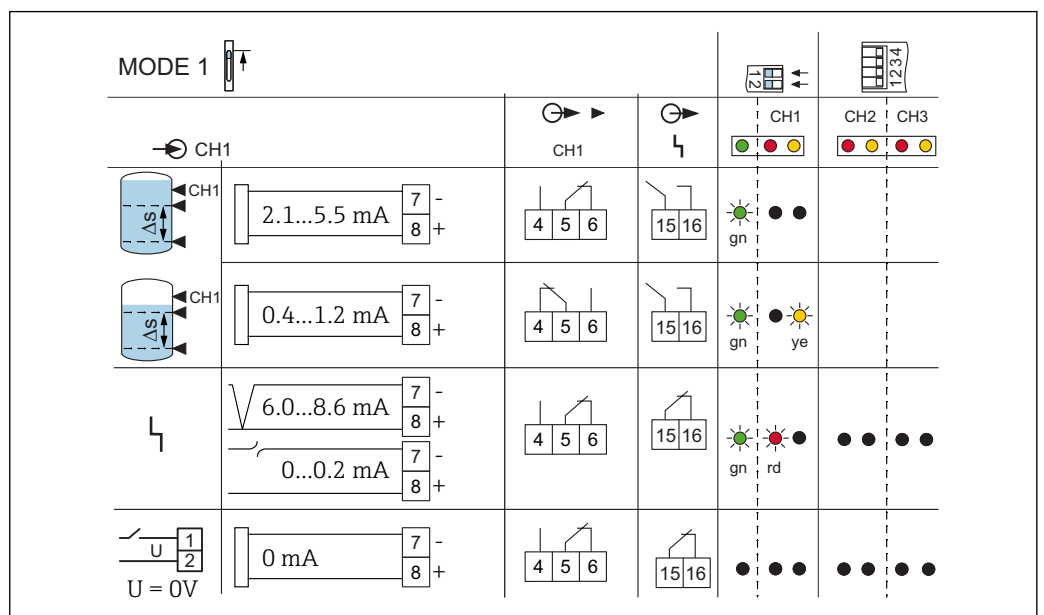 MODE 1
1 2
1234
CH1
CH1
CH1
CH2
CH3
CH1
Δs
2.1...5.5 mA
7 -
8 +
4 5 6
15 16
gn
CH1
Δs
0.4...1.2 mA
7 -
8 +
4 5 6
15 16
gn
ye
6.0...8.6 mA
7 -
8 +
0...0.2 mA
7 -
8 +
4 5 6
15 16
gn
rd
1
U
2
U = 0V
0 mA
7 -
8 +
4 5 6
15 16